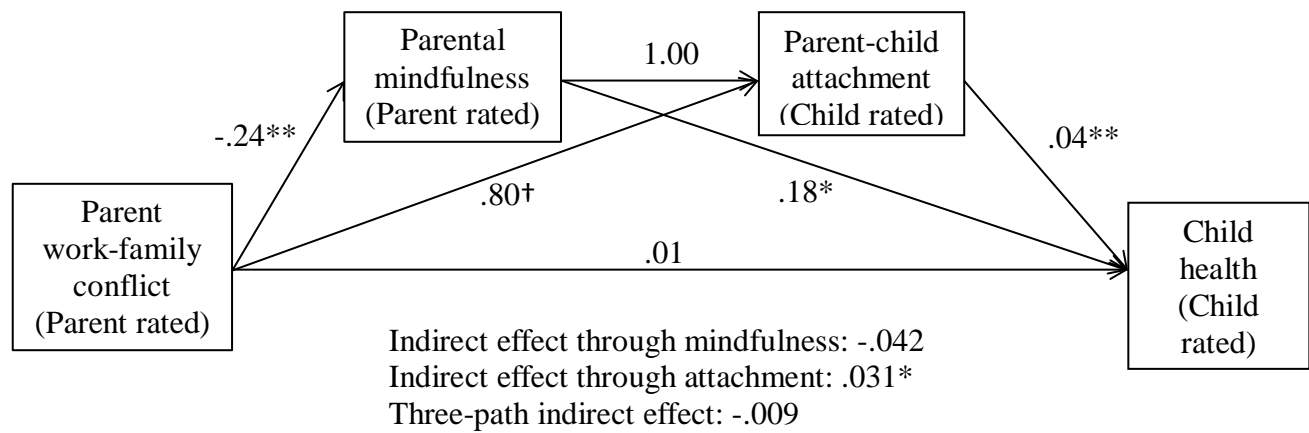 Parental
mindfulness
(Parent rated)
1.00
Parent-child
attachment
(Child rated)
-.24**
.04**
.80†
.18*
Parent
work-family
conflict
(Parent rated)
.01
Child
health
(Child
rated)
Indirect effect through mindfulness: -.042
Indirect effect through attachment: .031*
Three-path indirect effect: -.009